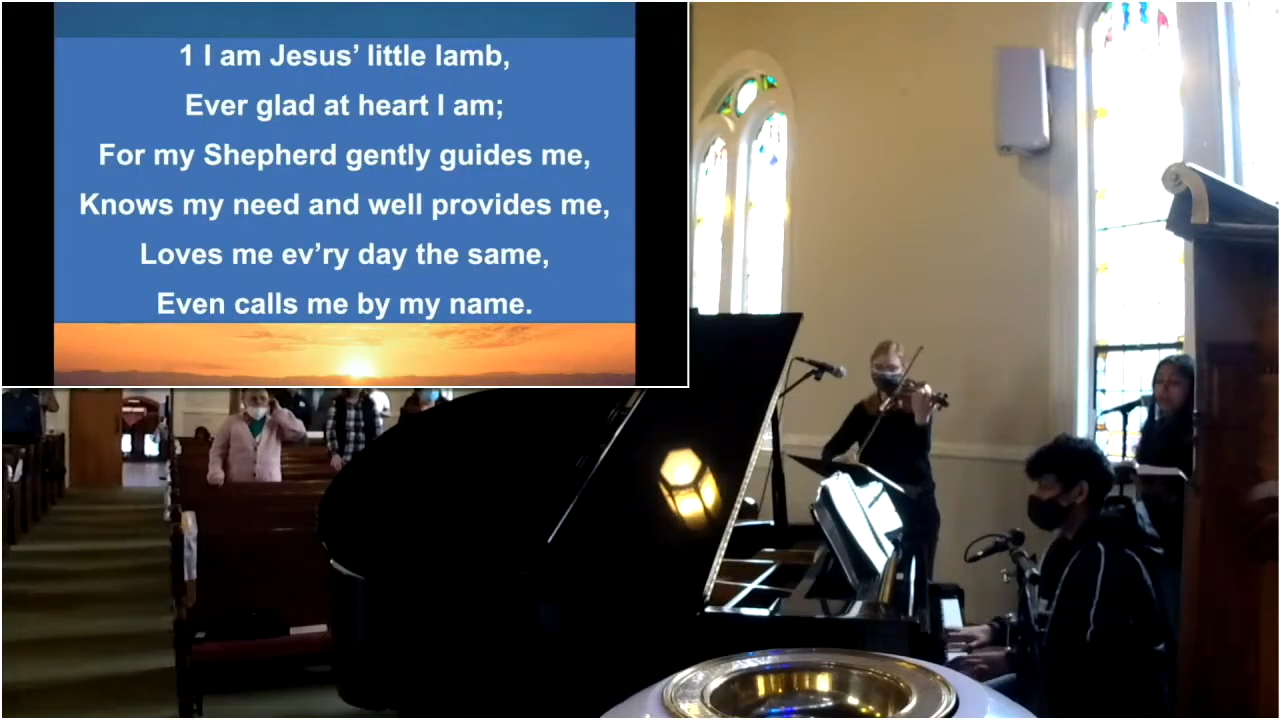 1 I am Jesus’ little lamb,
Ever glad at heart I am;
For my Shepherd gently guides me,
Knows my need and well provides me,
Loves me ev’ry day the same,
Even calls me by my name.